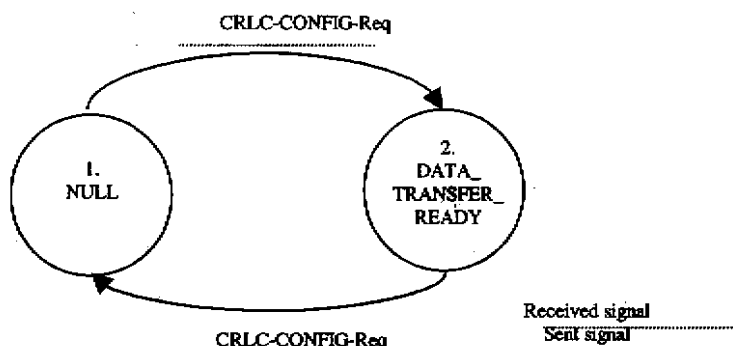 CRLC-CONFIG-Req
1.
NULL
2.
DATA_
TRANSFER_
READY
CRLC-CONFIG-Req
Received signal
Sent signal